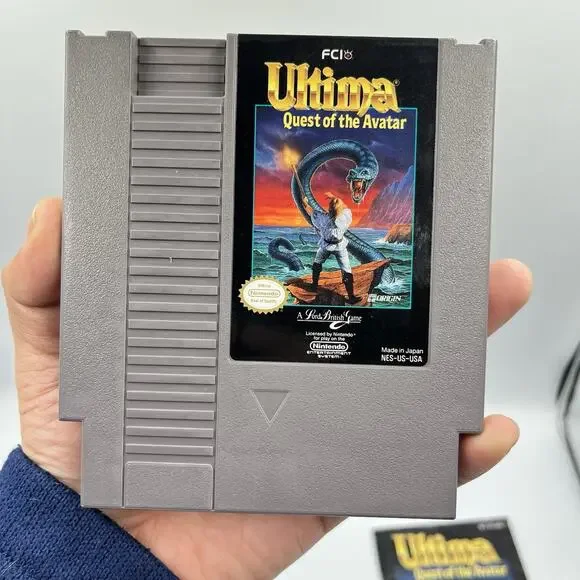 FCI
Ultima®
Quest of the Avatar
Nintendo
Seal of Quality
ORIGIN
A Lord British Game
Licensed by Nintendo®
for play on the
Nintendo
ENTERTAINMENT
SYSTEM®
Made in Japan
NES-US-USA
Ultima
Quest of the Avatar